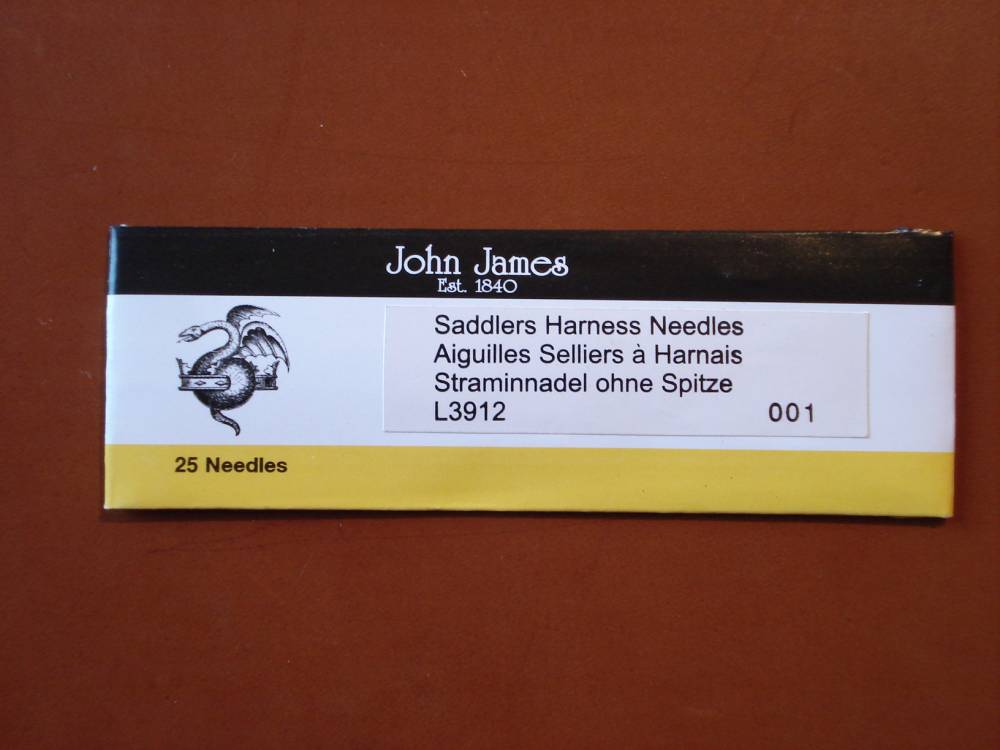 John James
Est. 1840
Saddlers Harness Needles
Aiguilles Selliers à Harnais
Straminnadel ohne Spitze
L3912 001
25 Needles